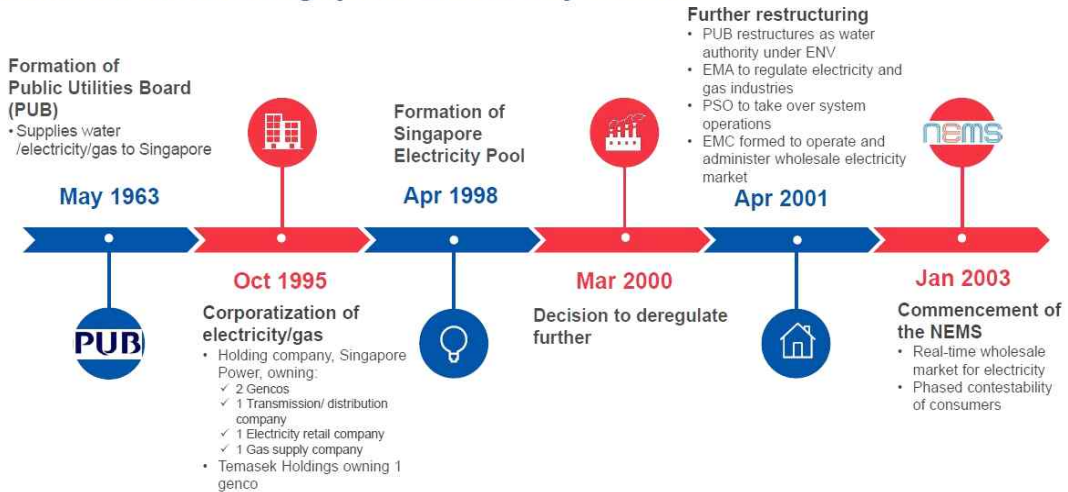 Formation of
Public Utilities Board
(PUB)
• Supplies water
/electricity/gas to Singapore
May 1963
PUB
Oct 1995
Corporatization of
electricity/gas
• Holding company, Singapore
Power, owning:
✓ 2 Gencos
✓ 1 Transmission/ distribution
company
✓ 1 Electricity retail company
✓ 1 Gas supply company
• Temasek Holdings owning 1
genco
Formation of
Singapore
Electricity Pool
Apr 1998
Mar 2000
Decision to deregulate
further
Further restructuring
• PUB restructures as water
authority under ENV
• EMA to regulate electricity and
gas industries
• PSO to take over system
operations
• EMC formed to operate and
administer wholesale electricity
market
Apr 2001
nems
Jan 2003
Commencement of
the NEMS
• Real-time wholesale
market for electricity
• Phased contestability
of consumers